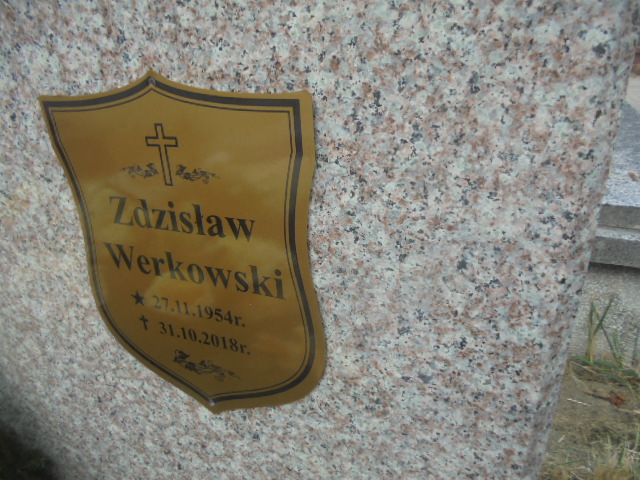 Zdzisław
Werkowski
★ 27.11.1954r.
✝ 31.10.2018r.